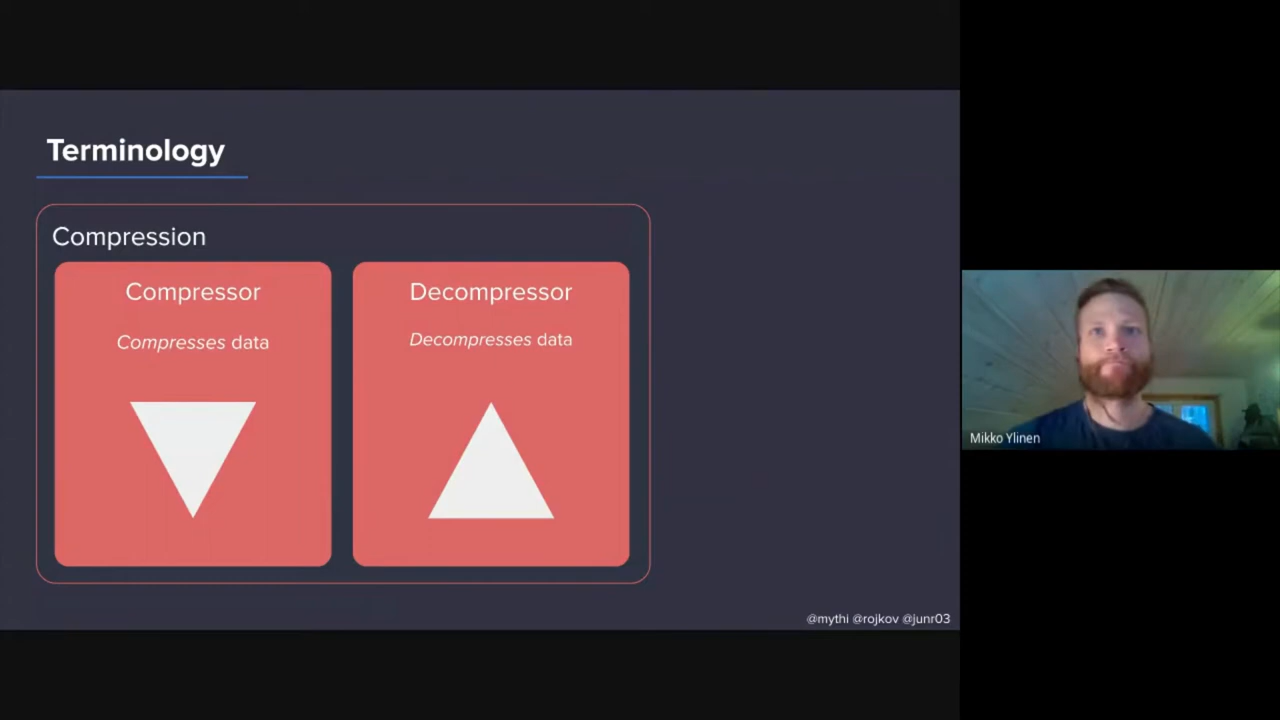 Terminology
Compression
Compressor
Compresses data
Decompressor
Decompresses data
@mythi @rojkov @junr03
Mikko Ylinen